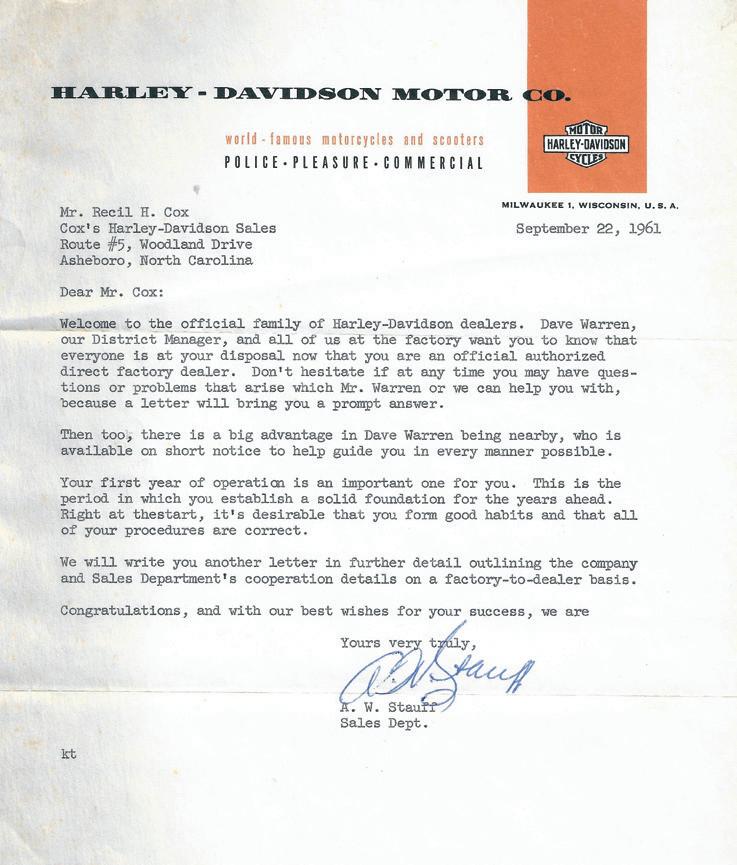 HARLEY-DAVIDSON MOTOR CO.
MOTOR
HARLEY-DAVIDSON
CYCLES
world-famous motorcycles and scooters
POLICE • PLEASURE • COMMERCIAL
MILWAUKEE 1, WISCONSIN, U. S. A.
Mr. Recil H. Cox
Cox's Harley-Davidson Sales
Route #5, Woodland Drive
Asheboro, North Carolina
September 22, 1961
Dear Mr. Cox:
Welcome to the official family of Harley-Davidson dealers.  Dave Warren,
our District Manager, and all of us at the factory want you to know that
everyone is at your disposal now that you are an official authorized
direct factory dealer.  Don't hesitate if at any time you may have ques-
tions or problems that arise which Mr. Warren or we can help you with,
because a letter will bring you a prompt answer.
Then too, there is a big advantage in Dave Warren being nearby, who is
available on short notice to help guide you in every manner possible.
Your first year of operation is an important one for you.  This is the
period in which you establish a solid foundation for the years ahead.
Right at thestart, it's desirable that you form good habits and that all
of your procedures are correct.
We will write you another letter in further detail outlining the company
and Sales Department's cooperation details on a factory-to-dealer basis.
Congratulations, and with our best wishes for your success, we are
Yours very truly,
A. W. Stauff
A. W. Stauff
Sales Dept.
kt